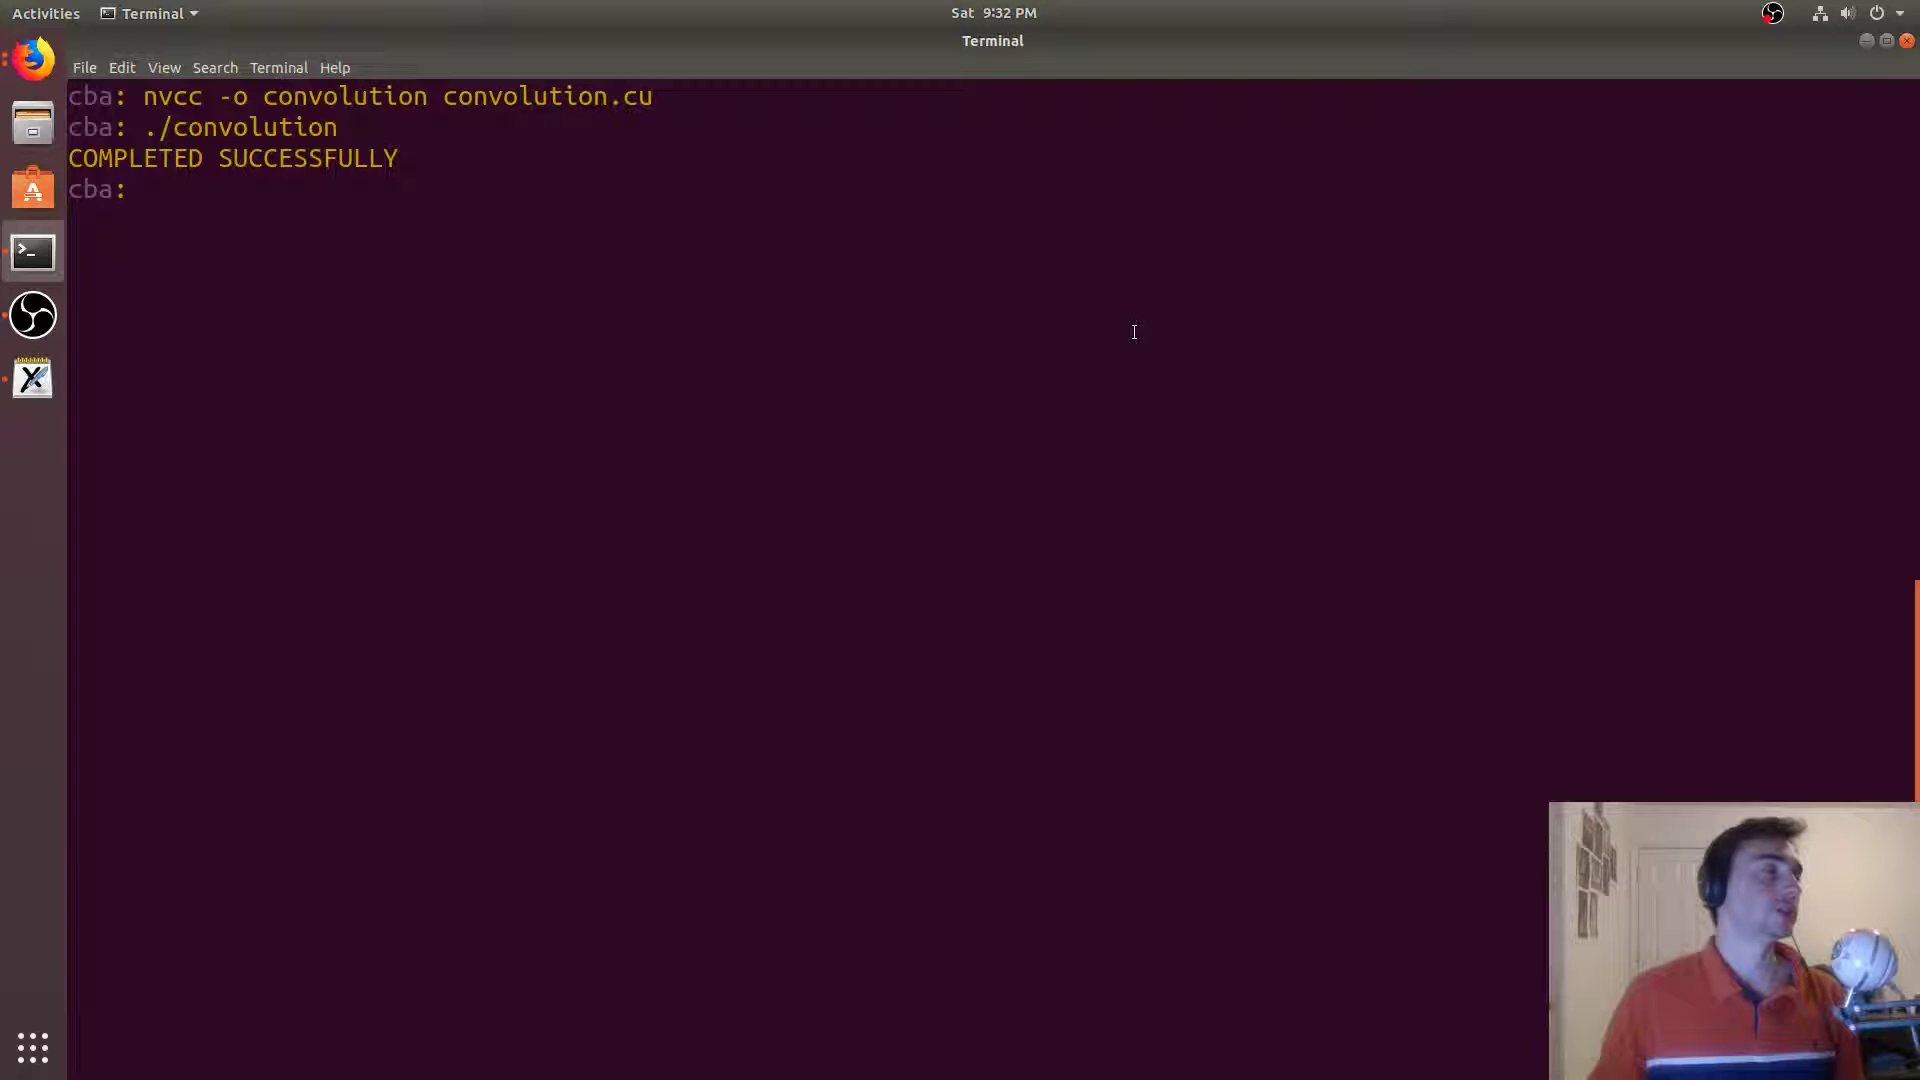 Activities Terminal Sat 9:32 PM
Terminal
File Edit View Search Terminal Help
cba: nvcc -o convolution convolution.cu
cba: ./convolution
COMPLETED SUCCESSFULLY
cba: